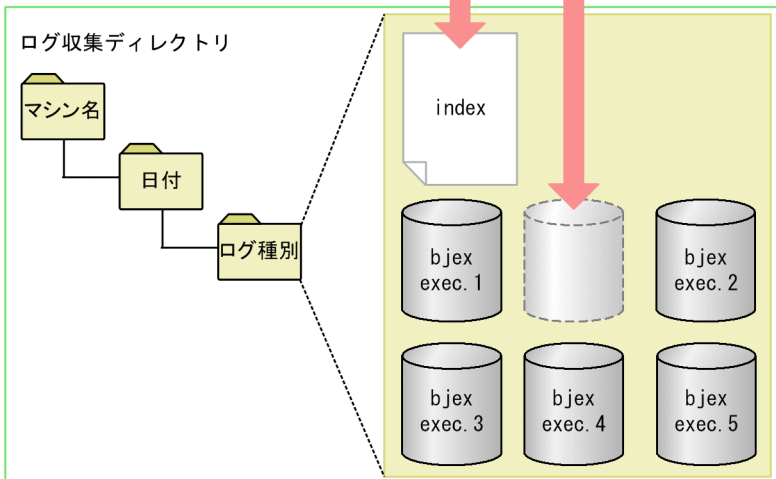 ログ収集ディレクトリ
マシン名
日付
ログ種別
index
bjex
exec.1
bjex
exec.2
bjex
exec.3
bjex
exec.4
bjex
exec.5